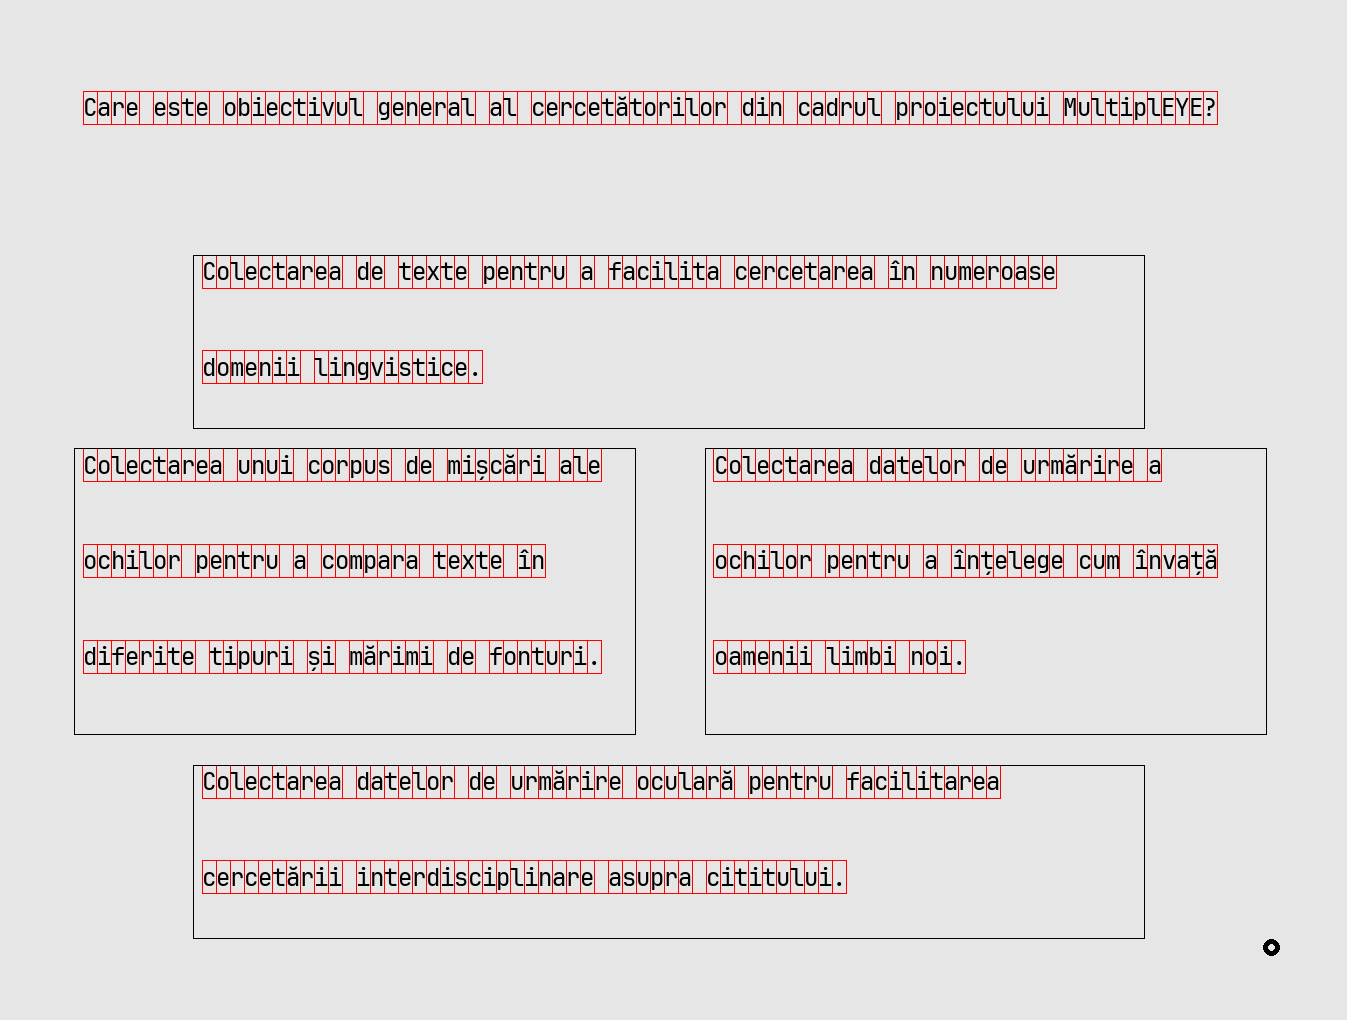 Care este obiectivul general al cercetătorilor din cadrul proiectului MultiplEYE?
Colectarea de texte pentru a facilita cercetarea în numeroase
domenii lingvistice.
Colectarea unui corpus de mișcări ale
ochilor pentru a compara texte în
diferite tipuri și mărimi de fonturi.
Colectarea datelor de urmărire a
ochilor pentru a înțelege cum învață
oamenii limbi noi.
Colectarea datelor de urmărire oculară pentru facilitarea
cercetării interdisciplinare asupra cititului.